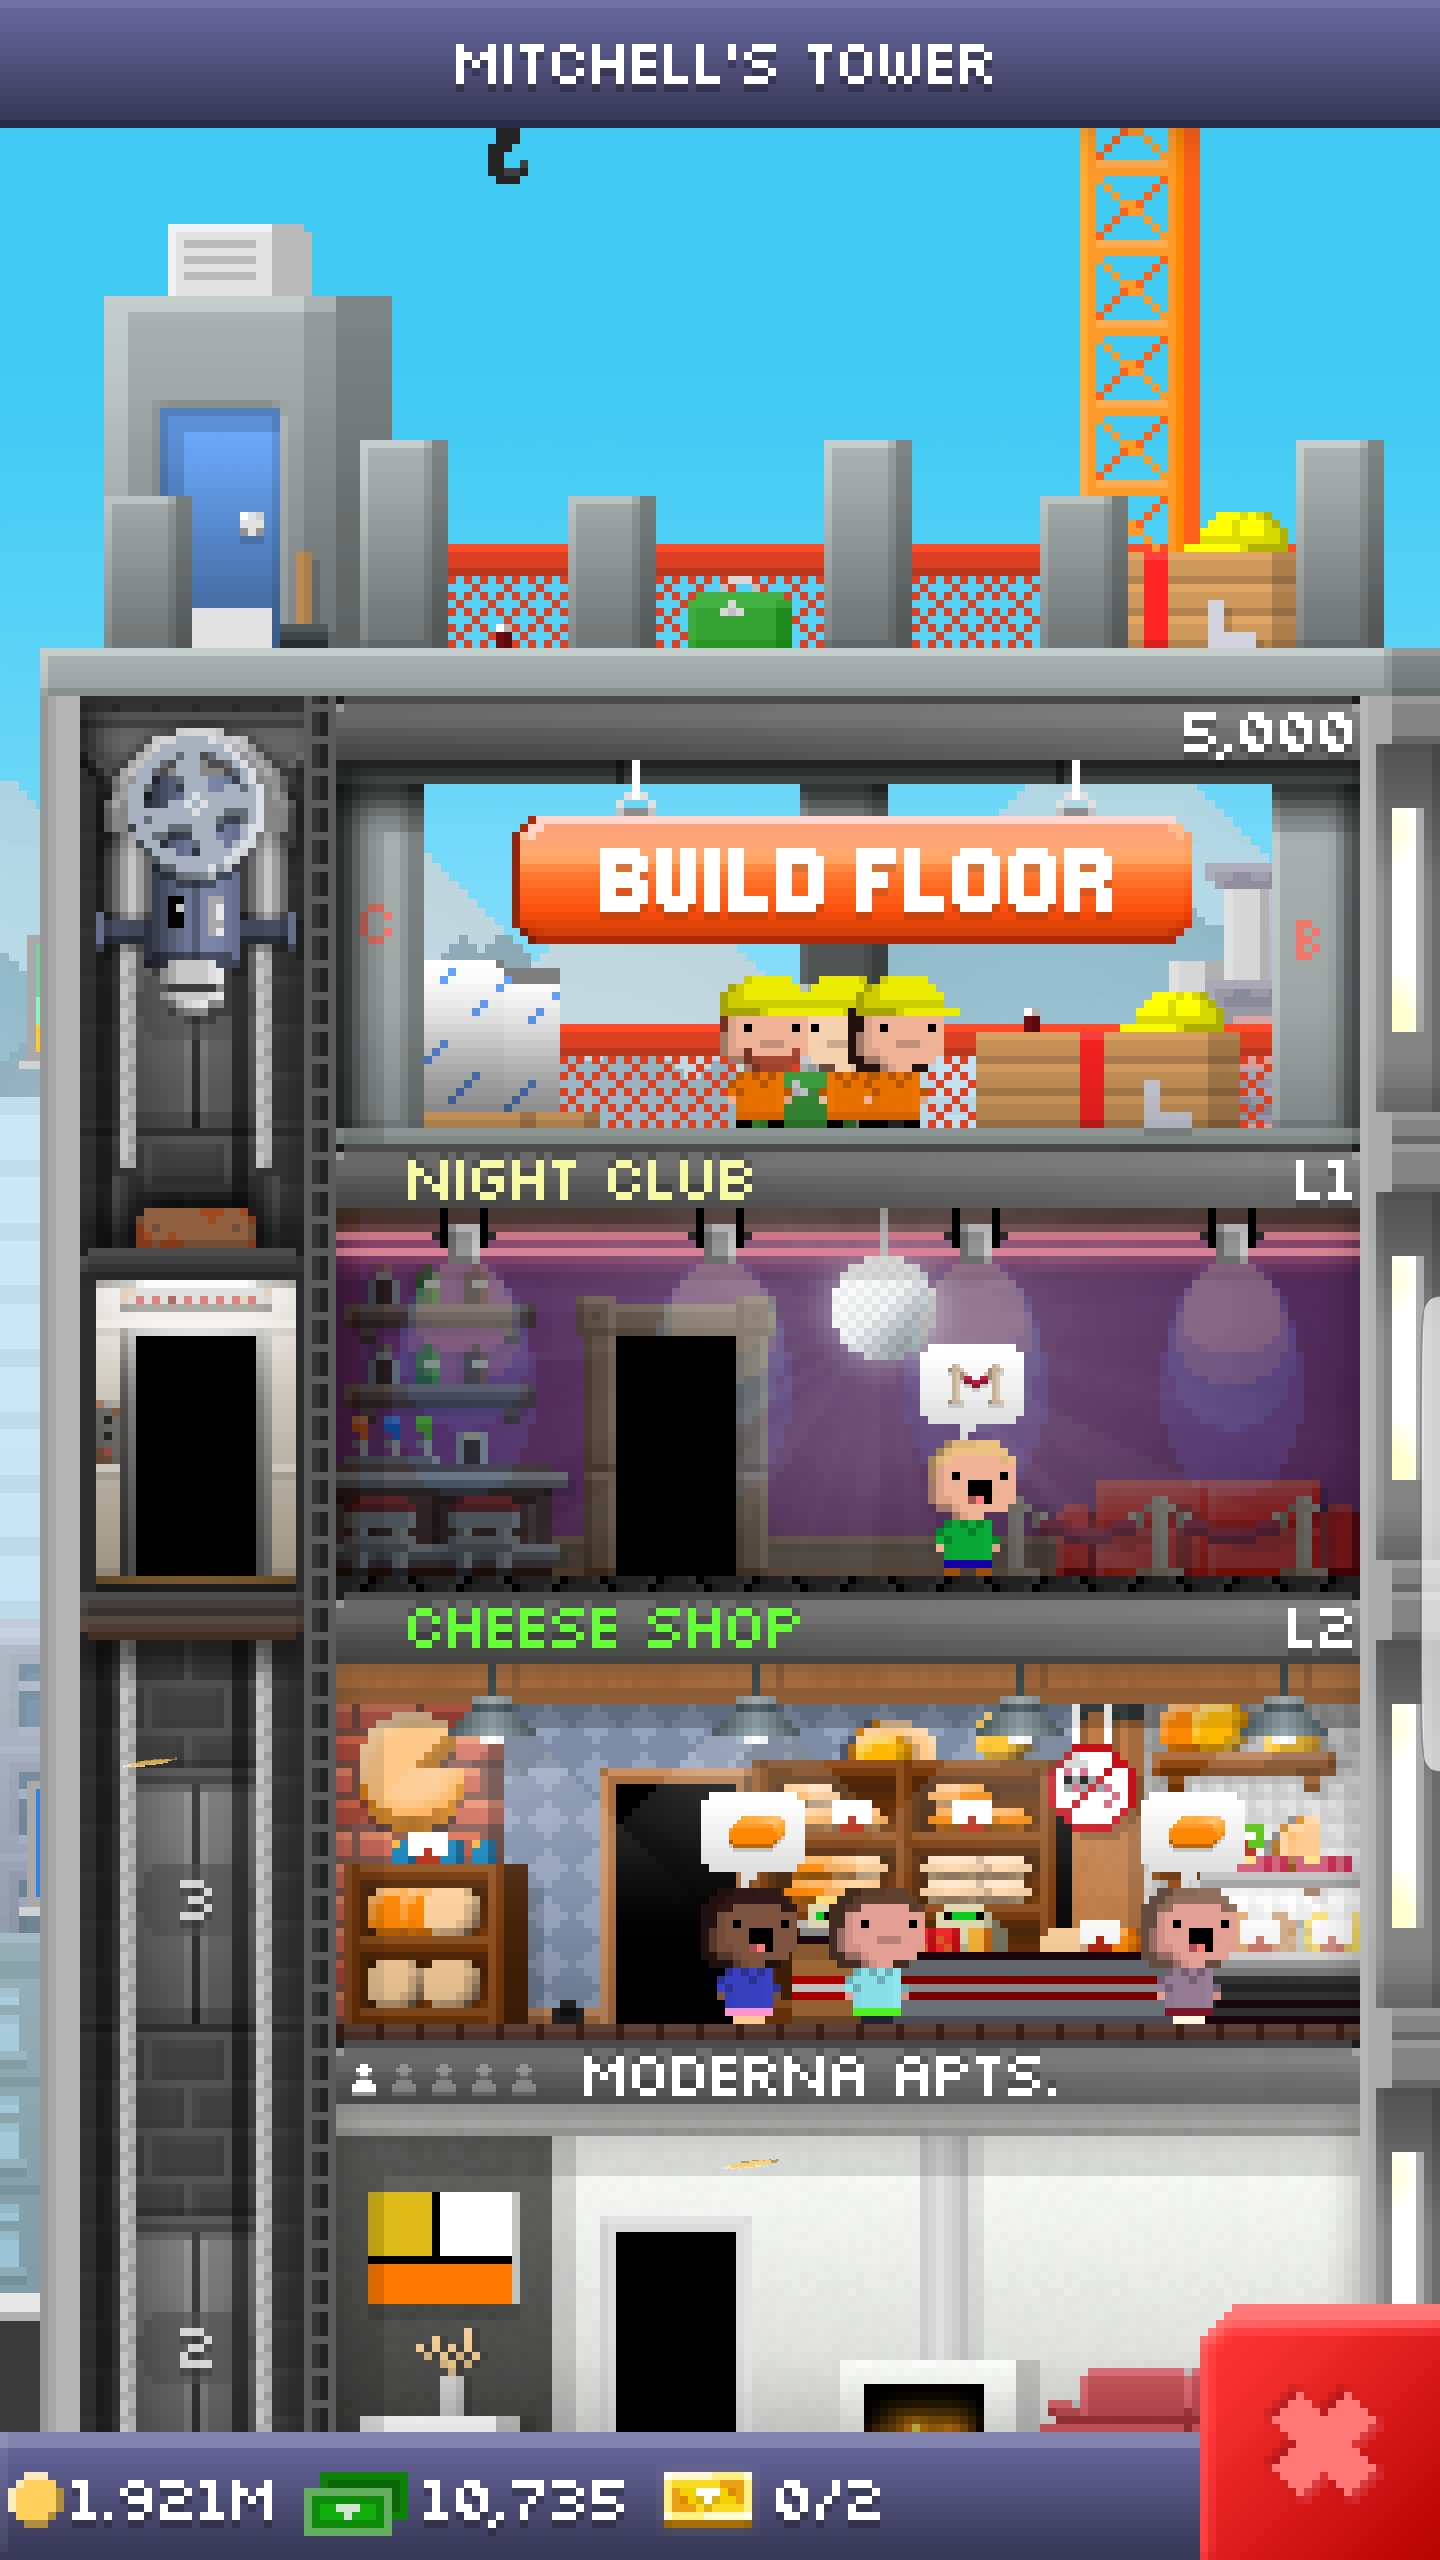 MITCHELL'S TOWER
5,000
BUILD FLOOR
C
B
NIGHT CLUB L1
CHEESE SHOP L2
3
MODERNA APTS.
2
1.921M 10,735 0/2